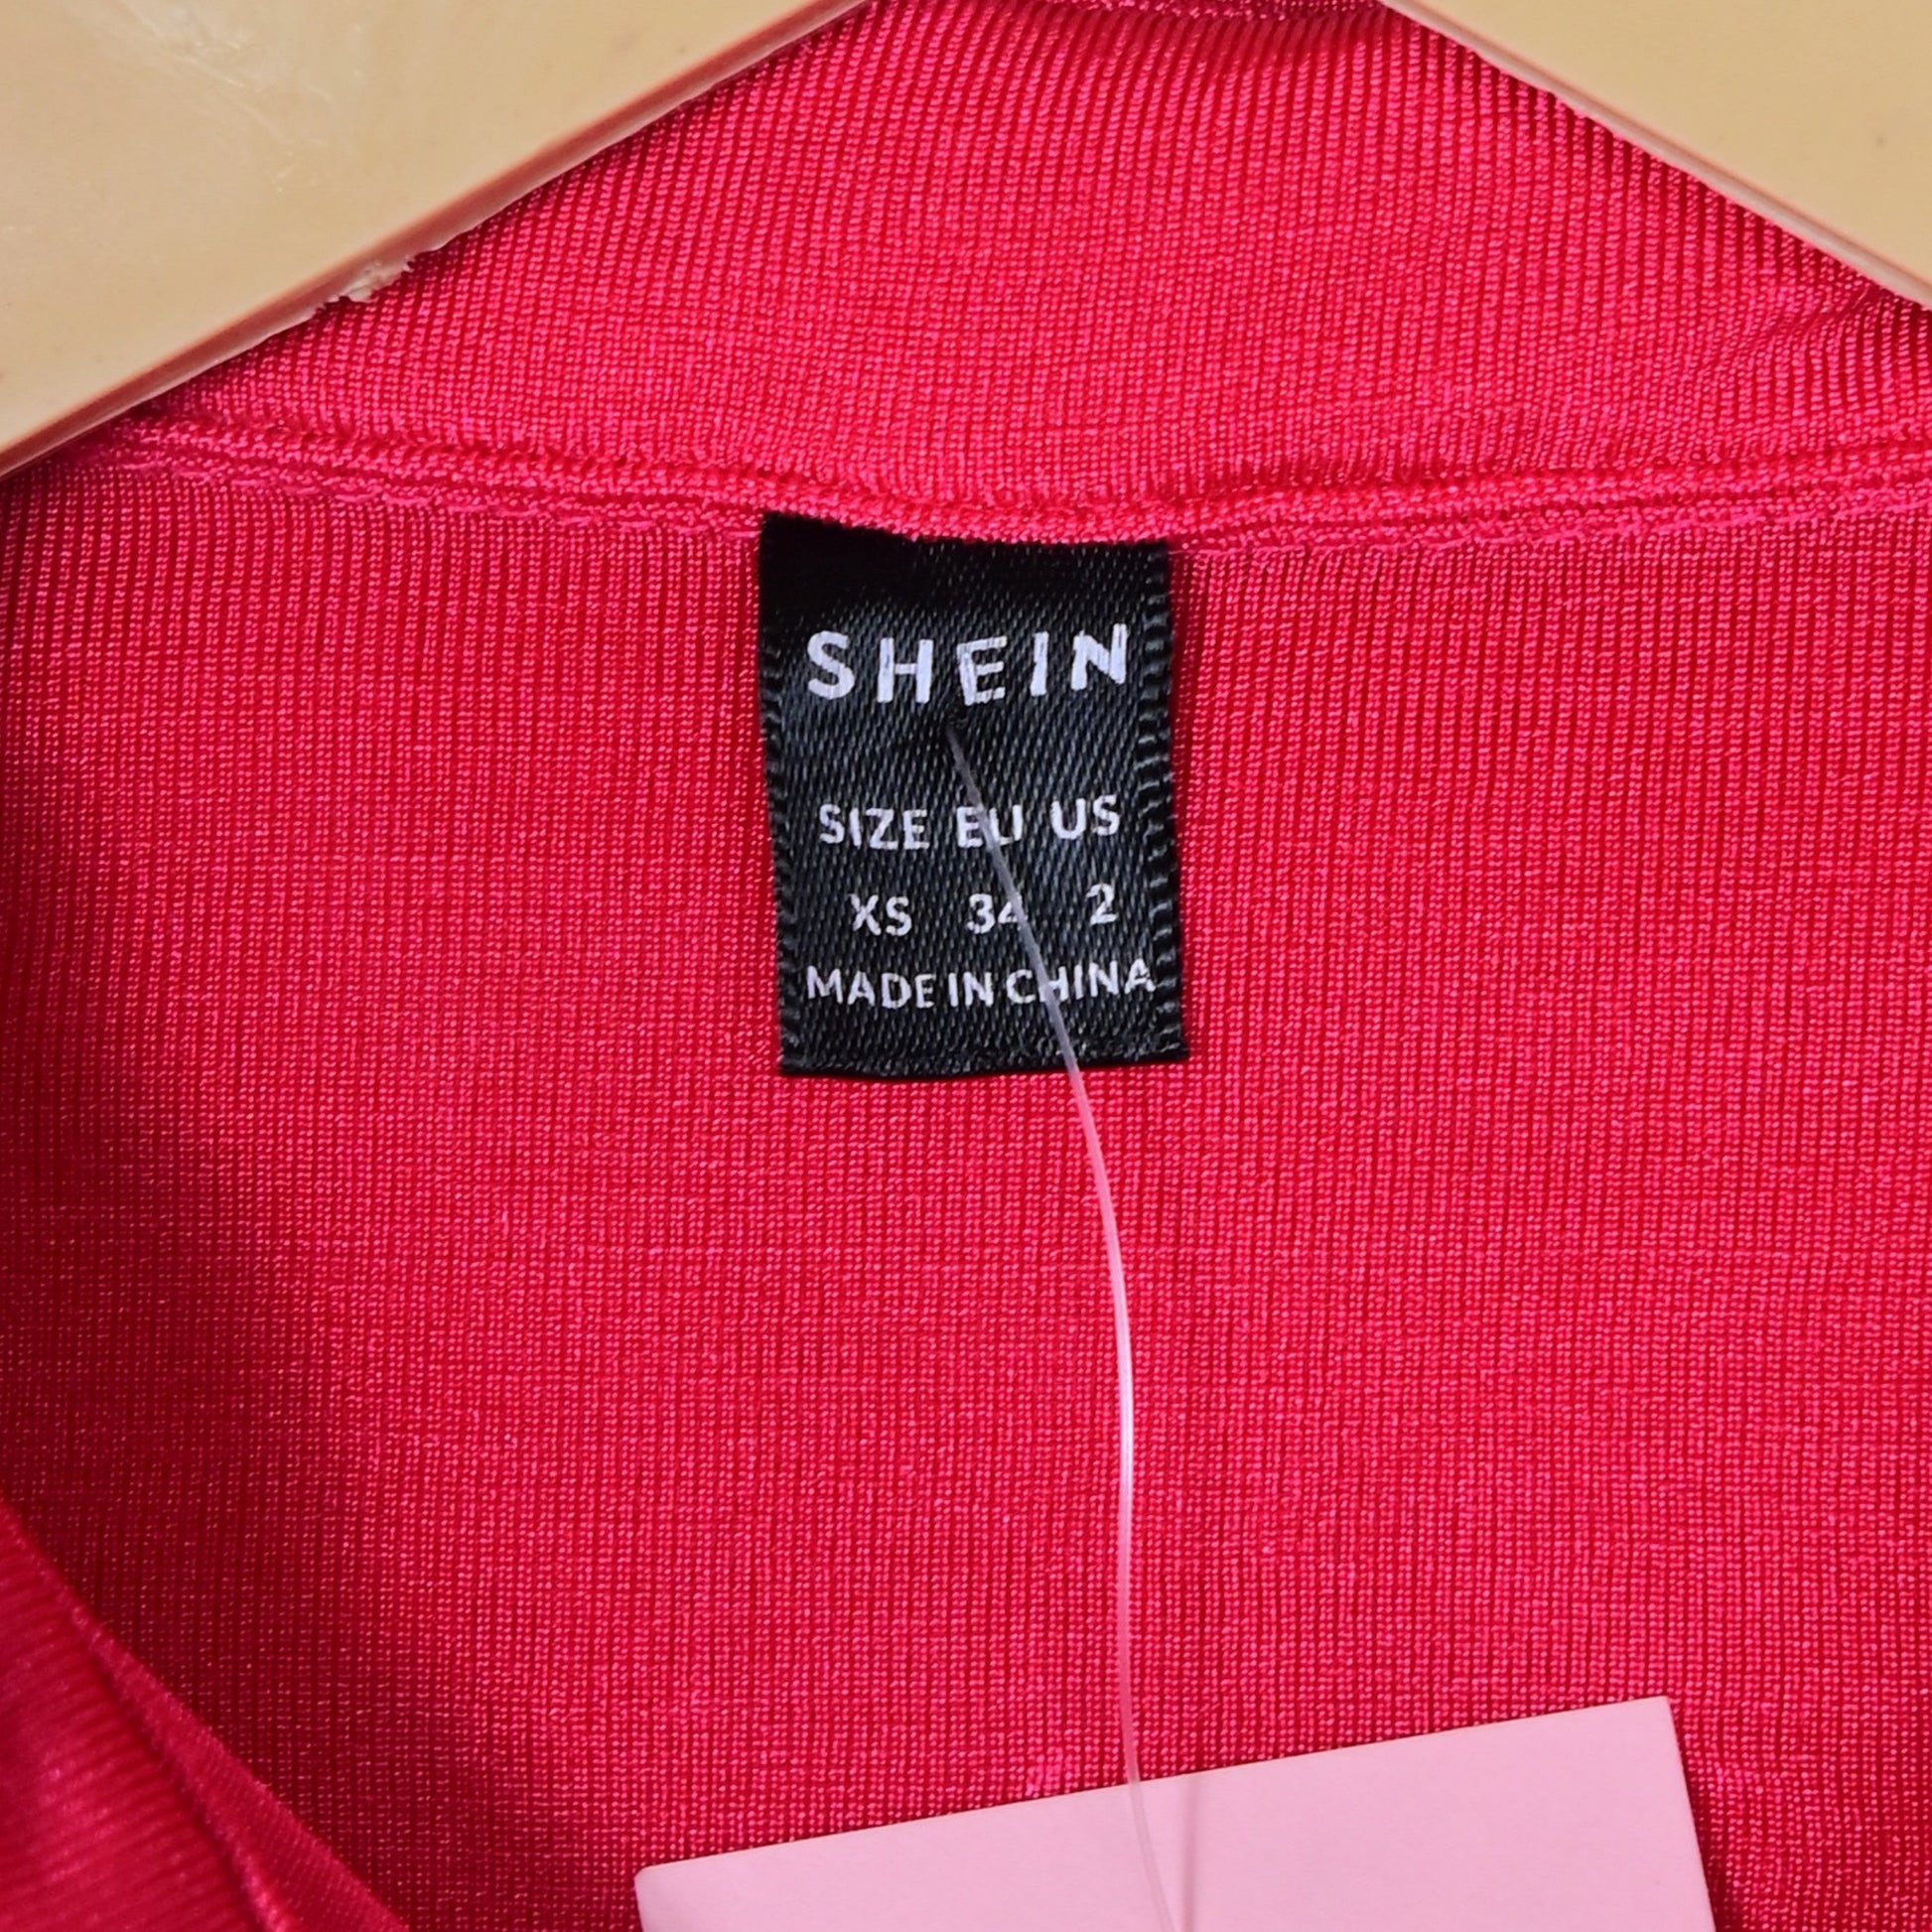 SHEIN
SIZE EU US
XS 34 2
MADE IN CHINA